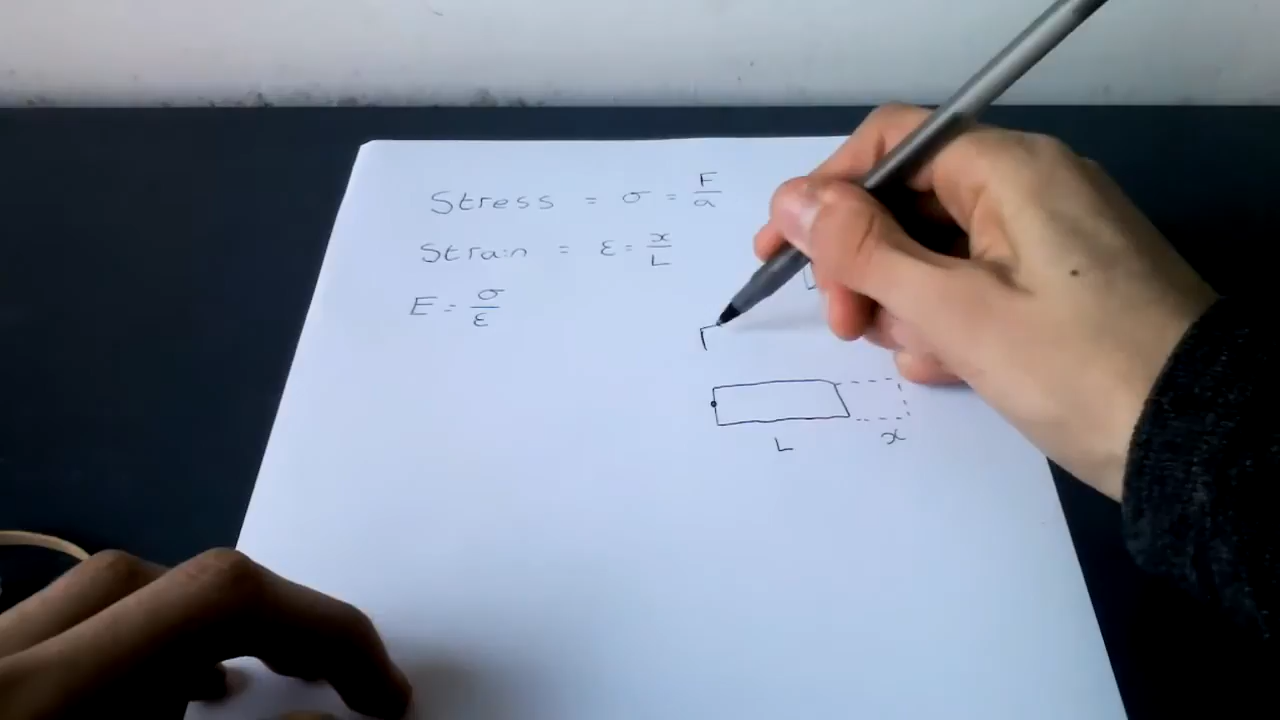 Stress = σ = F/a
Strain = ε = x/L
E = σ/ε
L x